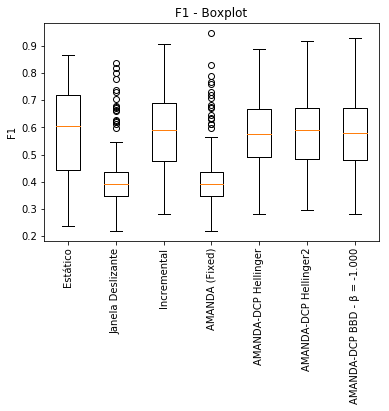 F1 - Boxplot
F1
0.9
0.8
0.7
0.6
0.5
0.4
0.3
0.2
Estático
Janela Deslizante
Incremental
AMANDA (Fixed)
AMANDA-DCP Hellinger
AMANDA-DCP Hellinger2
AMANDA-DCP BBD - β = -1.000